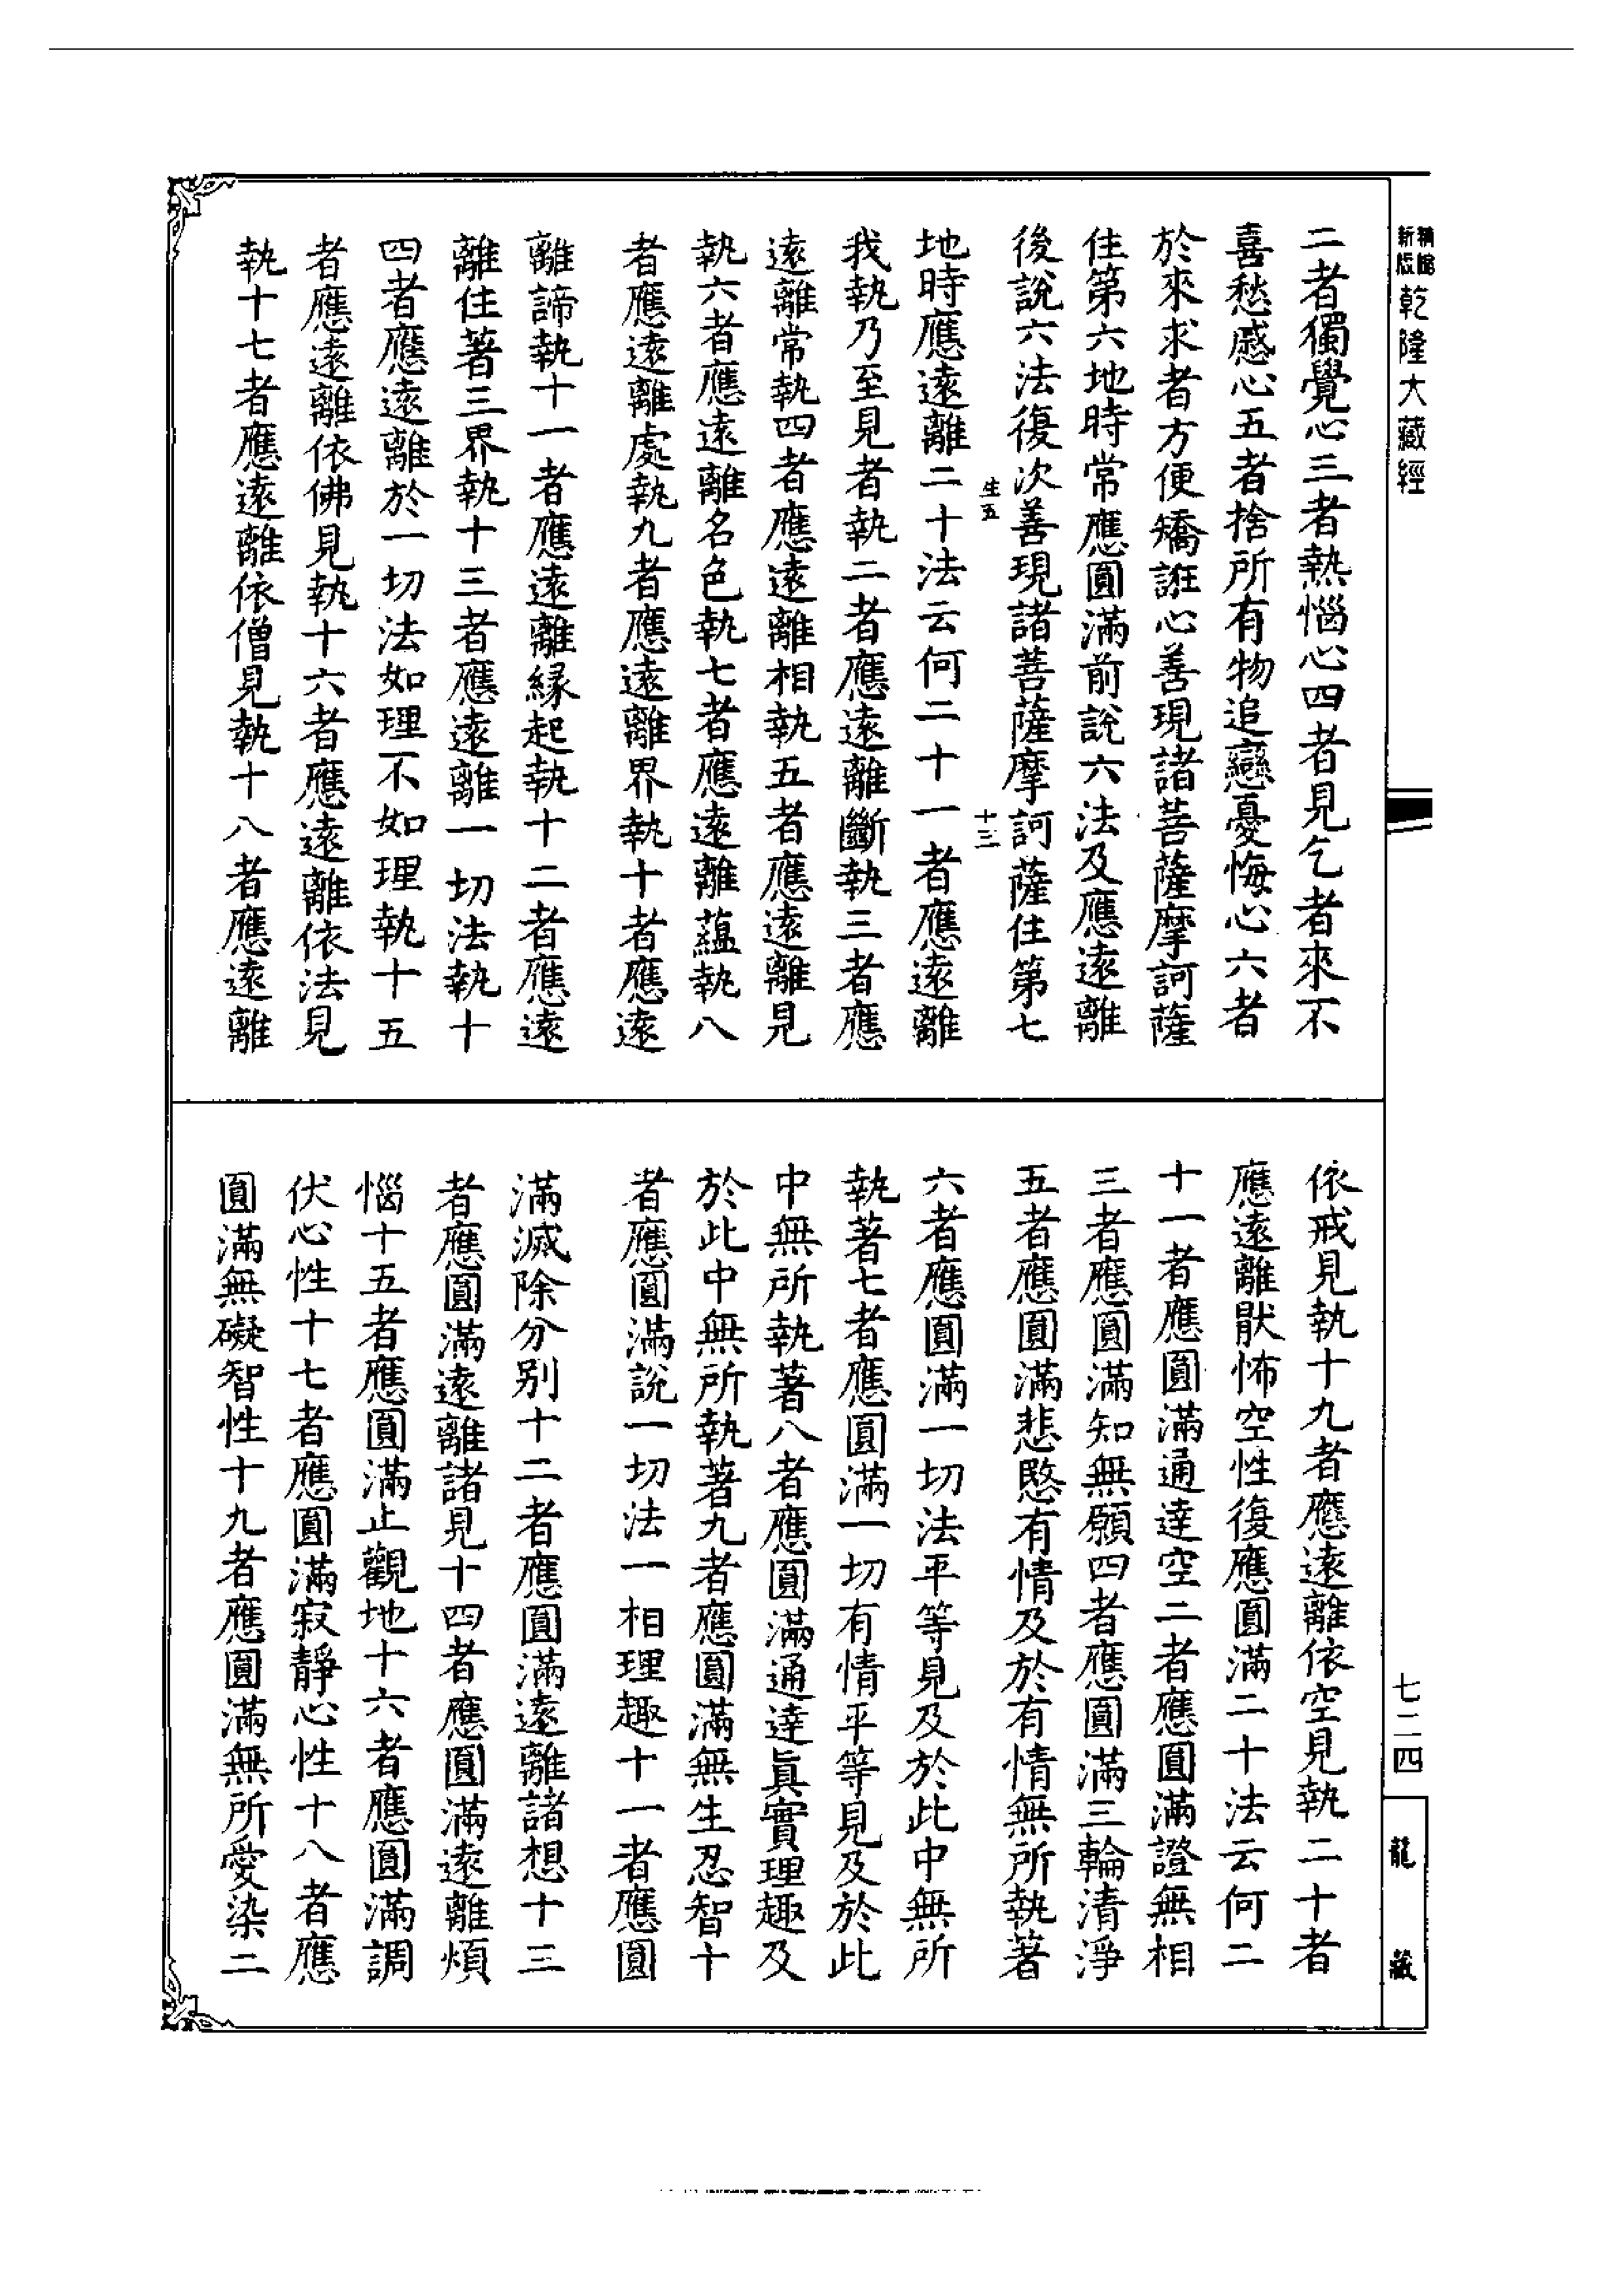 精縮新版乾隆大藏經
二者獨覺心三者熱惱心四者見乞者來不
喜愁慼心五者捨所有物追戀憂悔心六者
於來求者方便矯誑心善現諸菩薩摩訶薩
住第六地時常應圓滿前說六法及應遠離
後說六法復次善現諸菩薩摩訶薩住第七
生五
十三
地時應遠離二十法云何二十一者應遠離
我執乃至見者執二者應遠離斷執三者應
遠離常執四者應遠離相執五者應遠離見
執六者應遠離名色執七者應遠離蘊執八
者應遠離處執九者應遠離界執十者應遠
離諦執十一者應遠離緣起執十二者應遠
離住著三界執十三者應遠離一切法執十
四者應遠離於一切法如理不如理執十五
者應遠離依佛見執十六者應遠離依法見
執十七者應遠離依僧見執十八者應遠離
依戒見執十九者應遠離依空見執二十者
應遠離猒怖空性復應圓滿二十法云何二
十一者應圓滿通達空二者應圓滿證無相
三者應圓滿知無願四者應圓滿三輪清淨
五者應圓滿悲愍有情及於有情無所執著
六者應圓滿一切法平等見及於此中無所
執著七者應圓滿一切有情平等見及於此
中無所執著八者應圓滿通達真實理趣及
於此中無所執著九者應圓滿無生忍智十
者應圓滿說一切法一相理趣十一者應圓
滿滅除分別十二者應圓滿遠離諸想十三
者應圓滿遠離諸見十四者應圓滿遠離煩
惱十五者應圓滿止觀地十六者應圓滿調
伏心性十七者應圓滿寂靜心性十八者應
圓滿無礙智性十九者應圓滿無所愛染二
七二四
龍藏